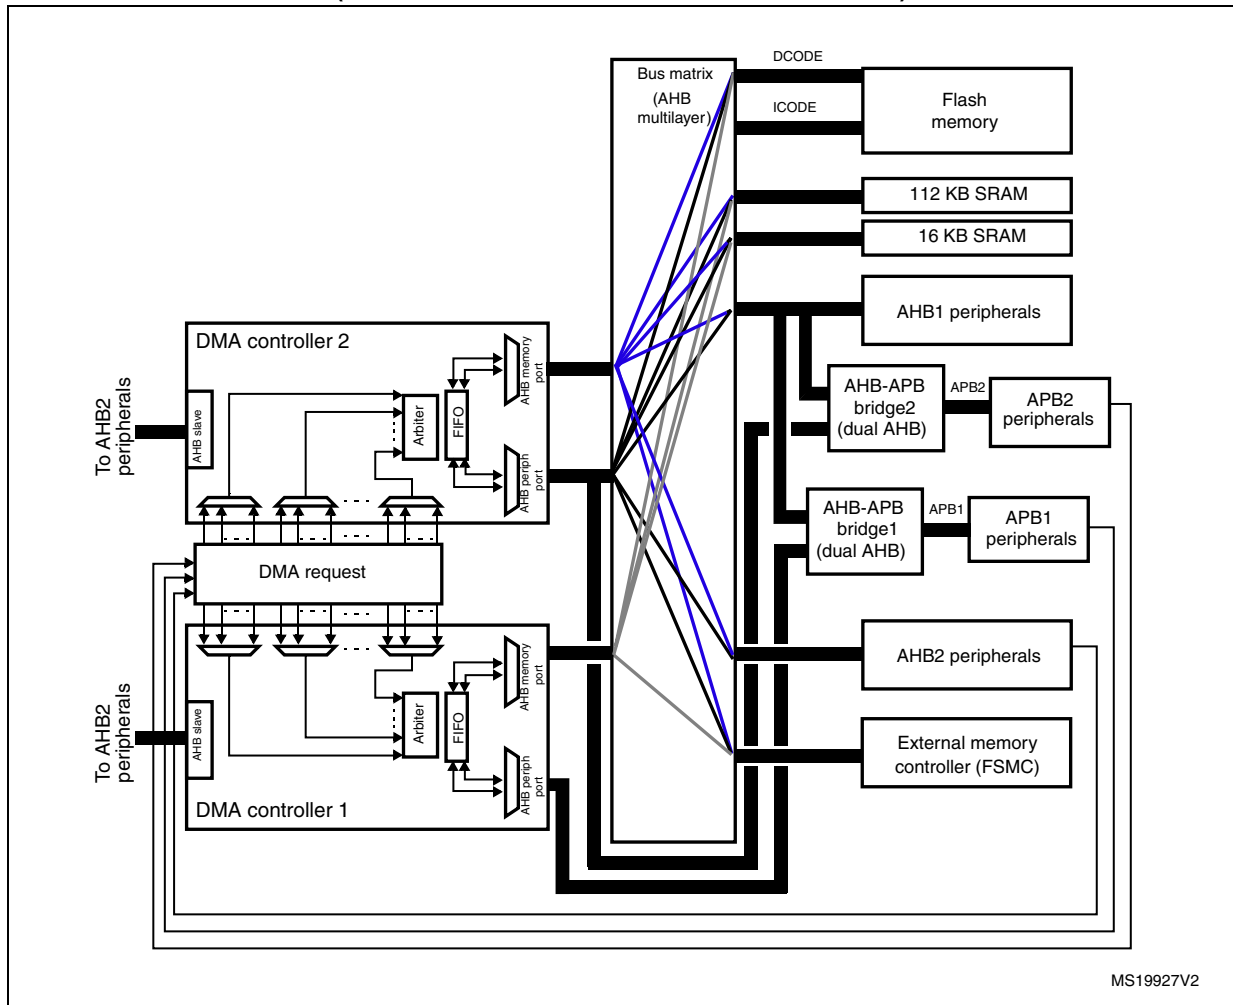 DCODE
Bus matrix
(AHB
multilayer)
ICODE
Flash
memory
112 KB SRAM
16 KB SRAM
AHB1 peripherals
DMA controller 2
To AHB2
peripherals
AHB slave
Arbiter
FIFO
AHB memory
port
AHB periph
port
AHB-APB
bridge2
(dual AHB)
APB2
APB2
peripherals
AHB-APB
bridge1
(dual AHB)
APB1
APB1
peripherals
DMA request
To AHB2
peripherals
AHB slave
Arbiter
FIFO
AHB memory
port
AHB periph
port
DMA controller 1
AHB2 peripherals
External memory
controller (FSMC)
MS19927V2